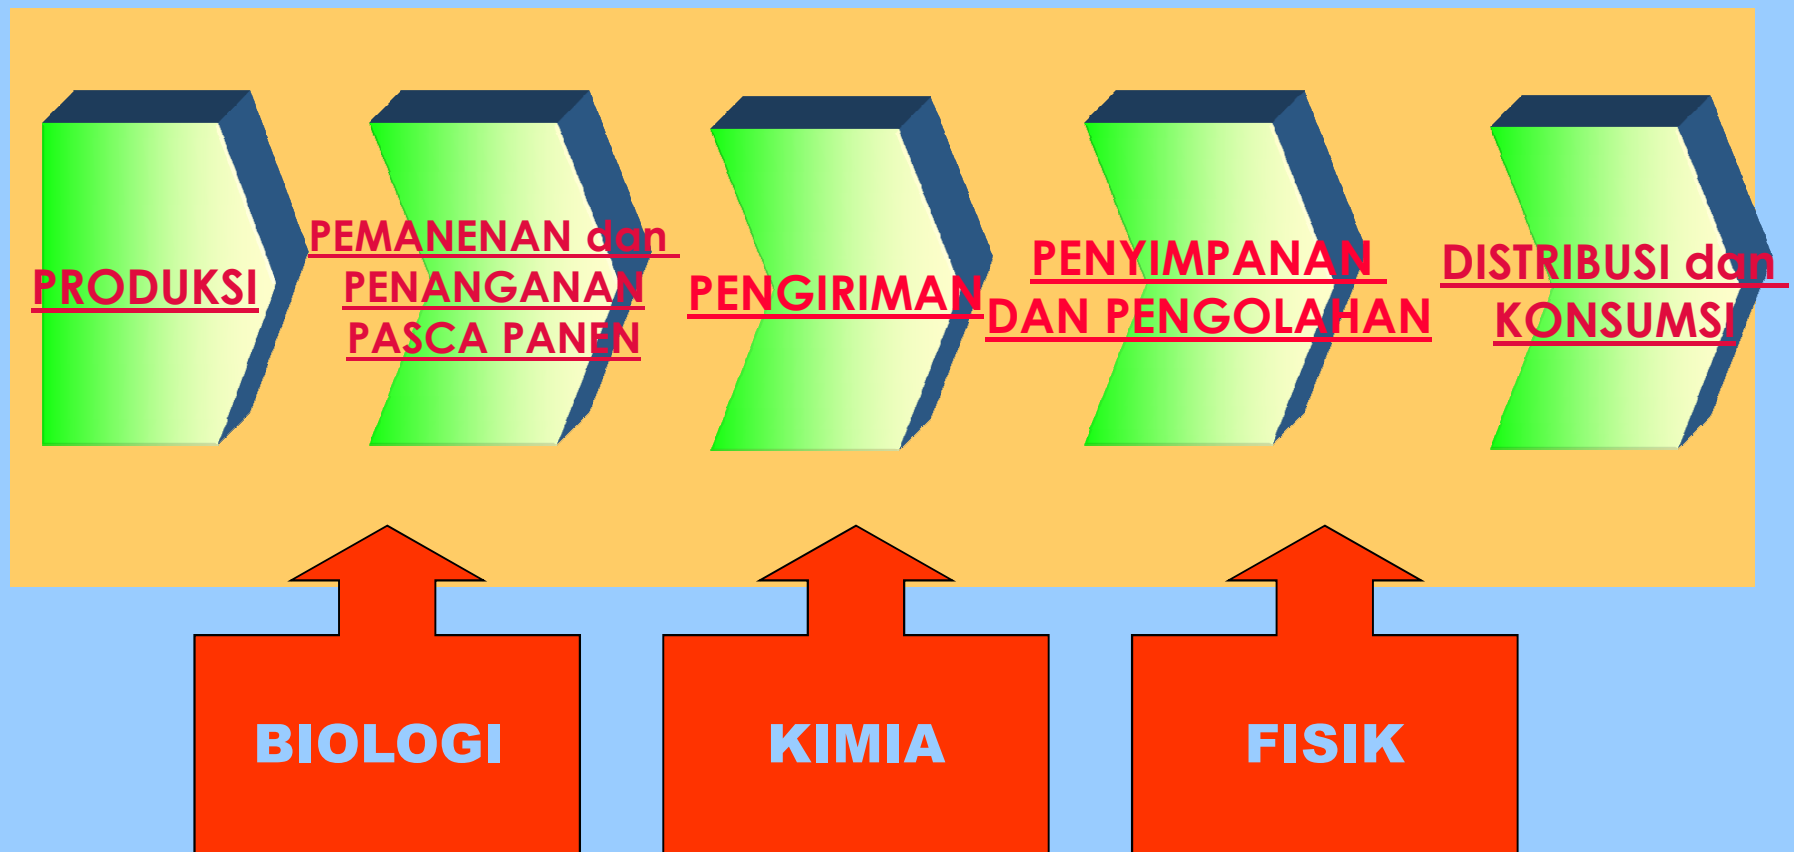 PRODUKSI
PEMANENAN dan
PENANGANAN
PASCA PANEN
PENGIRIMAN
PENYIMPANAN
DAN PENGOLAHAN
DISTRIBUSI dan
KONSUMSI
BIOLOGI
KIMIA
FISIK